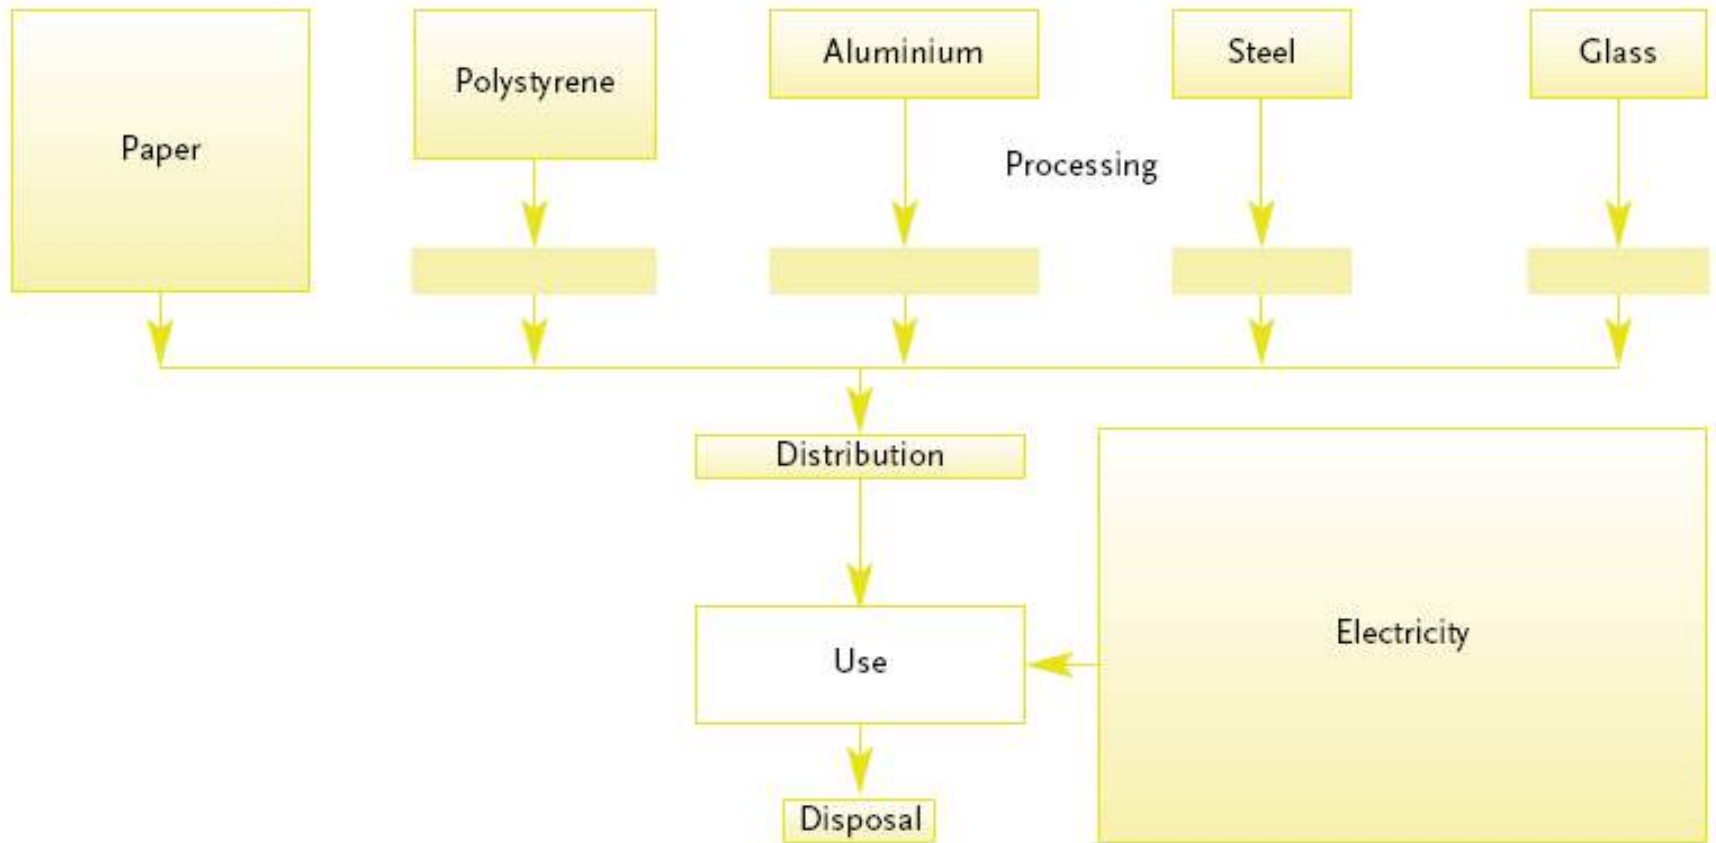 Paper
Polystyrene
Aluminium
Steel
Glass
Processing
Distribution
Electricity
Use
Disposal